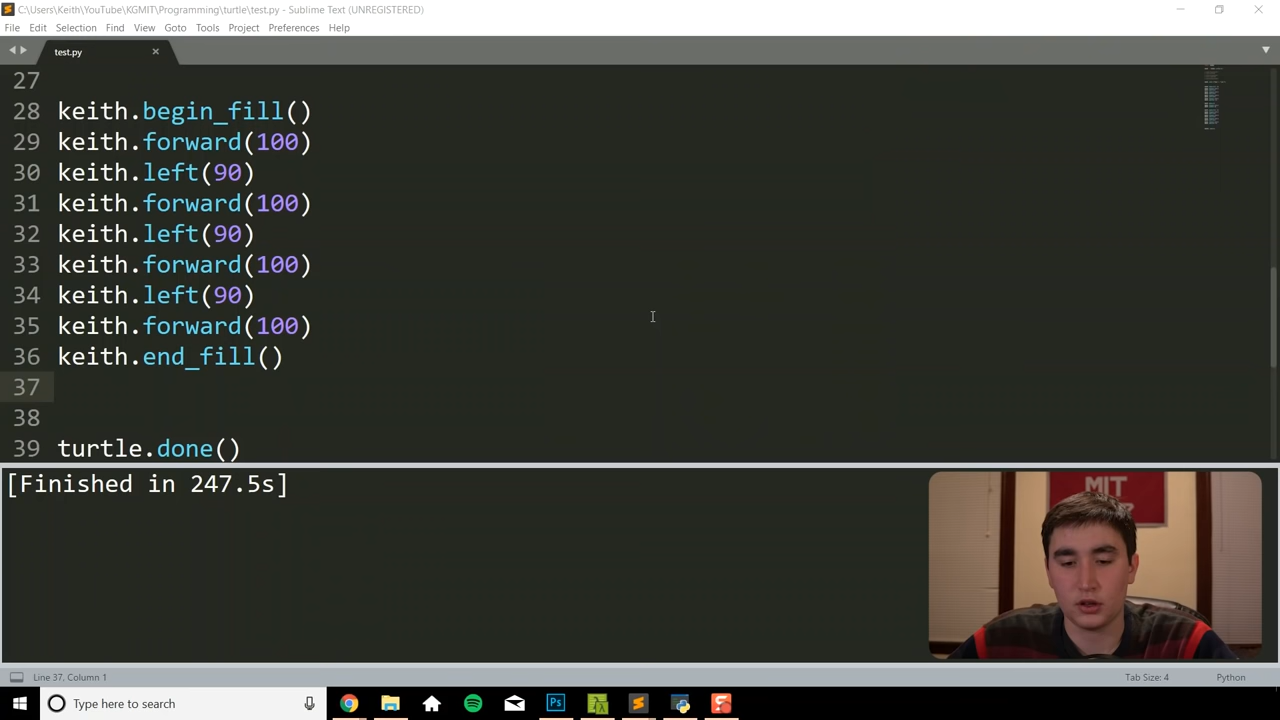 C:\Users\Keith\YouTube\KGMIT\Programming\turtle\test.py - Sublime Text (UNREGISTERED)
File Edit Selection Find View Goto Tools Project Preferences Help
test.py
27
28 keith.begin_fill()
29 keith.forward(100)
30 keith.left(90)
31 keith.forward(100)
32 keith.left(90)
33 keith.forward(100)
34 keith.left(90)
35 keith.forward(100)
36 keith.end_fill()
37
38
39 turtle.done()
[Finished in 247.5s]
MIT
Line 37, Column 1 Tab Size: 4 Python
Type here to search
Ps